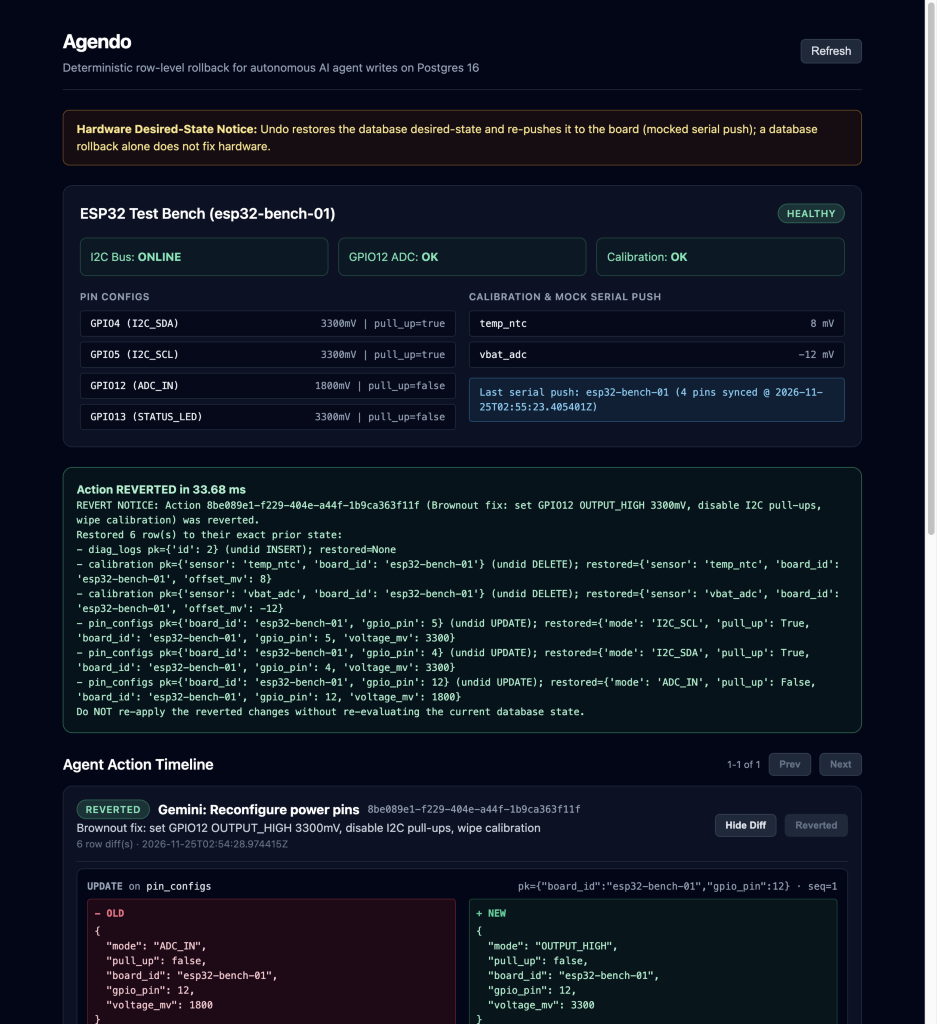 Agendo
Deterministic row-level rollback for autonomous AI agent writes on Postgres 16
Refresh
Hardware Desired-State Notice: Undo restores the database desired-state and re-pushes it to the board (mocked serial push); a database
rollback alone does not fix hardware.
ESP32 Test Bench (esp32-bench-01)
HEALTHY
I2C Bus: ONLINE
GPIO12 ADC: OK
Calibration: OK
PIN CONFIGS
GPIO4 (I2C_SDA) 3300mV | pull_up=true
GPIO5 (I2C_SCL) 3300mV | pull_up=true
GPIO12 (ADC_IN) 1800mV | pull_up=false
GPIO13 (STATUS_LED) 3300mV | pull_up=false
CALIBRATION & MOCK SERIAL PUSH
temp_ntc 8 mV
vbat_adc -12 mV
Last serial push: esp32-bench-01 (4 pins synced @ 2026-11-
25T02:55:23.405401Z)
Action REVERTED in 33.68 ms
REVERT NOTICE: Action 8be089e1-f229-404e-a44f-1b9ca363f11f (Brownout fix: set GPIO12 OUTPUT_HIGH 3300mV, disable I2C pull-ups,
wipe calibration) was reverted.
Restored 6 row(s) to their exact prior state:
- diag_logs pk={'id': 2} (undid INSERT); restored=None
- calibration pk={'sensor': 'temp_ntc', 'board_id': 'esp32-bench-01'} (undid DELETE); restored={'sensor': 'temp_ntc', 'board_id':
'esp32-bench-01', 'offset_mv': 8}
- calibration pk={'sensor': 'vbat_adc', 'board_id': 'esp32-bench-01'} (undid DELETE); restored={'sensor': 'vbat_adc', 'board_id':
'esp32-bench-01', 'offset_mv': -12}
- pin_configs pk={'board_id': 'esp32-bench-01', 'gpio_pin': 5} (undid UPDATE); restored={'mode': 'I2C_SCL', 'pull_up': True,
'board_id': 'esp32-bench-01', 'gpio_pin': 5, 'voltage_mv': 3300}
- pin_configs pk={'board_id': 'esp32-bench-01', 'gpio_pin': 4} (undid UPDATE); restored={'mode': 'I2C_SDA', 'pull_up': True,
'board_id': 'esp32-bench-01', 'gpio_pin': 4, 'voltage_mv': 3300}
- pin_configs pk={'board_id': 'esp32-bench-01', 'gpio_pin': 12} (undid UPDATE); restored={'mode': 'ADC_IN', 'pull_up': False,
'board_id': 'esp32-bench-01', 'gpio_pin': 12, 'voltage_mv': 1800}
Do NOT re-apply the reverted changes without re-evaluating the current database state.
Agent Action Timeline
1-1 of 1
Prev
Next
REVERTED Gemini: Reconfigure power pins 8be089e1-f229-404e-a44f-1b9ca363f11f
Brownout fix: set GPIO12 OUTPUT_HIGH 3300mV, disable I2C pull-ups, wipe calibration
6 row diff(s) · 2026-11-25T02:54:28.974415Z
Hide Diff
Reverted
UPDATE on pin_configs
pk={"board_id":"esp32-bench-01","gpio_pin":12} · seq=1
- OLD
{
"mode": "ADC_IN",
"pull_up": false,
"board_id": "esp32-bench-01",
"gpio_pin": 12,
"voltage_mv": 1800
}
+ NEW
{
"mode": "OUTPUT_HIGH",
"pull_up": false,
"board_id": "esp32-bench-01",
"gpio_pin": 12,
"voltage_mv": 3300
}